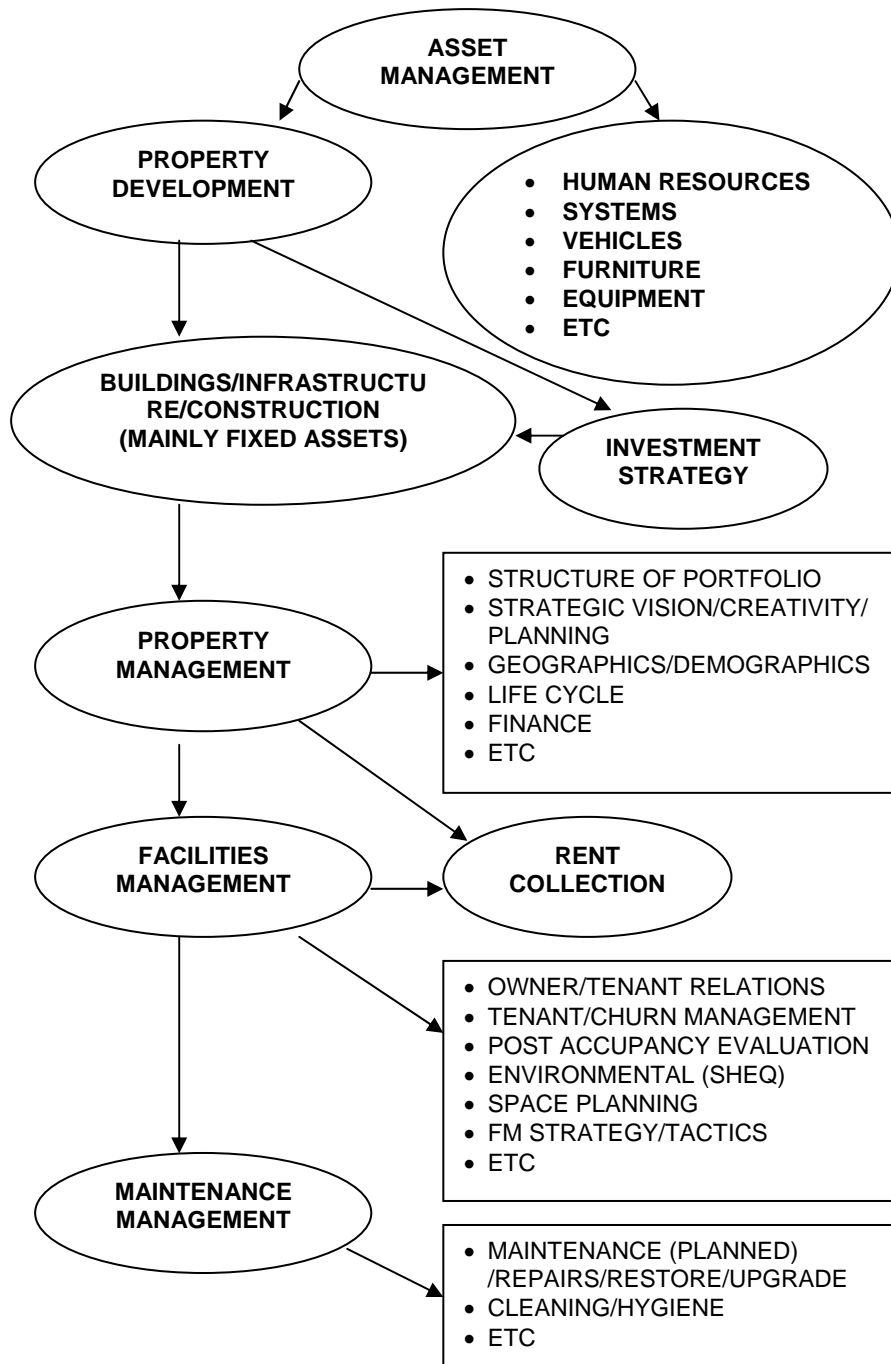 ASSET
MANAGEMENT
PROPERTY
DEVELOPMENT
• HUMAN RESOURCES
• SYSTEMS
• VEHICLES
• FURNITURE
• EQUIPMENT
• ETC
BUILDINGS/INFRASTRUCTU
RE/CONSTRUCTION
(MAINLY FIXED ASSETS)
INVESTMENT
STRATEGY
• STRUCTURE OF PORTFOLIO
• STRATEGIC VISION/CREATIVITY/
PLANNING
• GEOGRAPHICS/DEMOGRAPHICS
• LIFE CYCLE
• FINANCE
• ETC
PROPERTY
MANAGEMENT
FACILITIES
MANAGEMENT
RENT
COLLECTION
• OWNER/TENANT RELATIONS
• TENANT/CHURN MANAGEMENT
• POST ACCUPANCY EVALUATION
• ENVIRONMENTAL (SHEQ)
• SPACE PLANNING
• FM STRATEGY/TACTICS
• ETC
MAINTENANCE
MANAGEMENT
• MAINTENANCE (PLANNED)
/REPAIRS/RESTORE/UPGRADE
• CLEANING/HYGIENE
• ETC